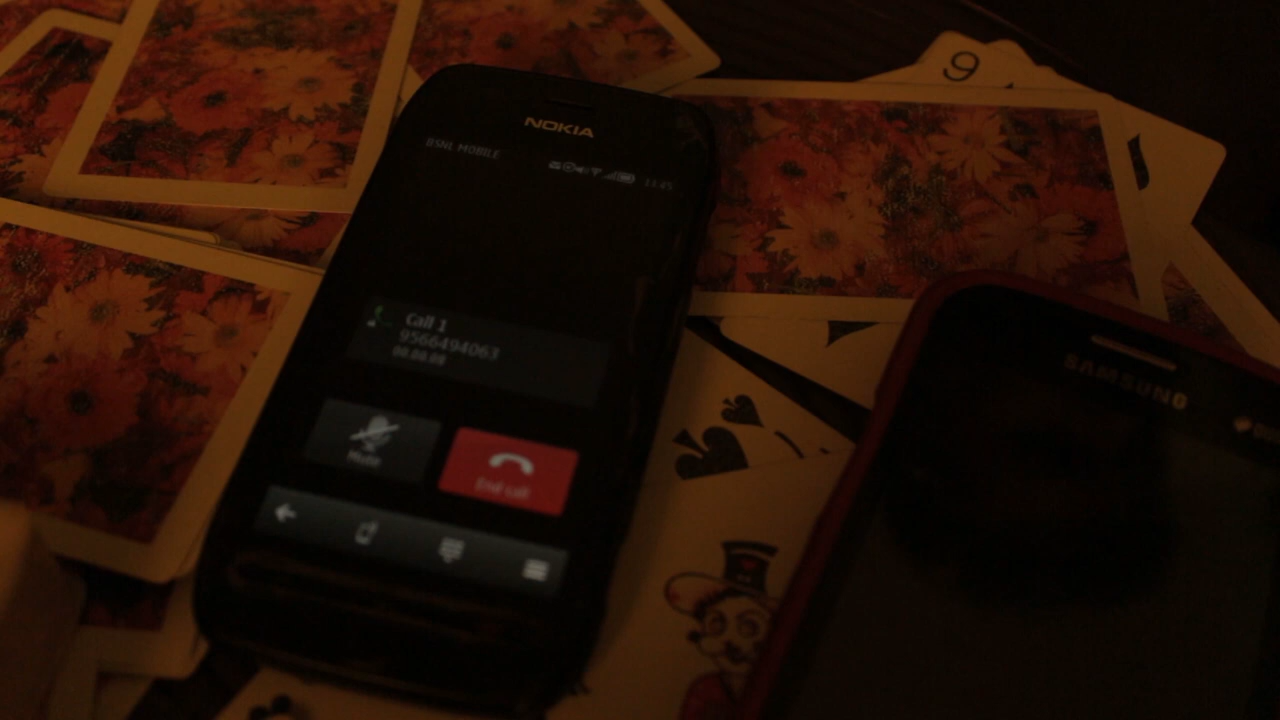 9
NOKIA
BSNL MOBILE
11:45
Call 1
9566494063
00:00:08
Mute
End call
SAMSUNG